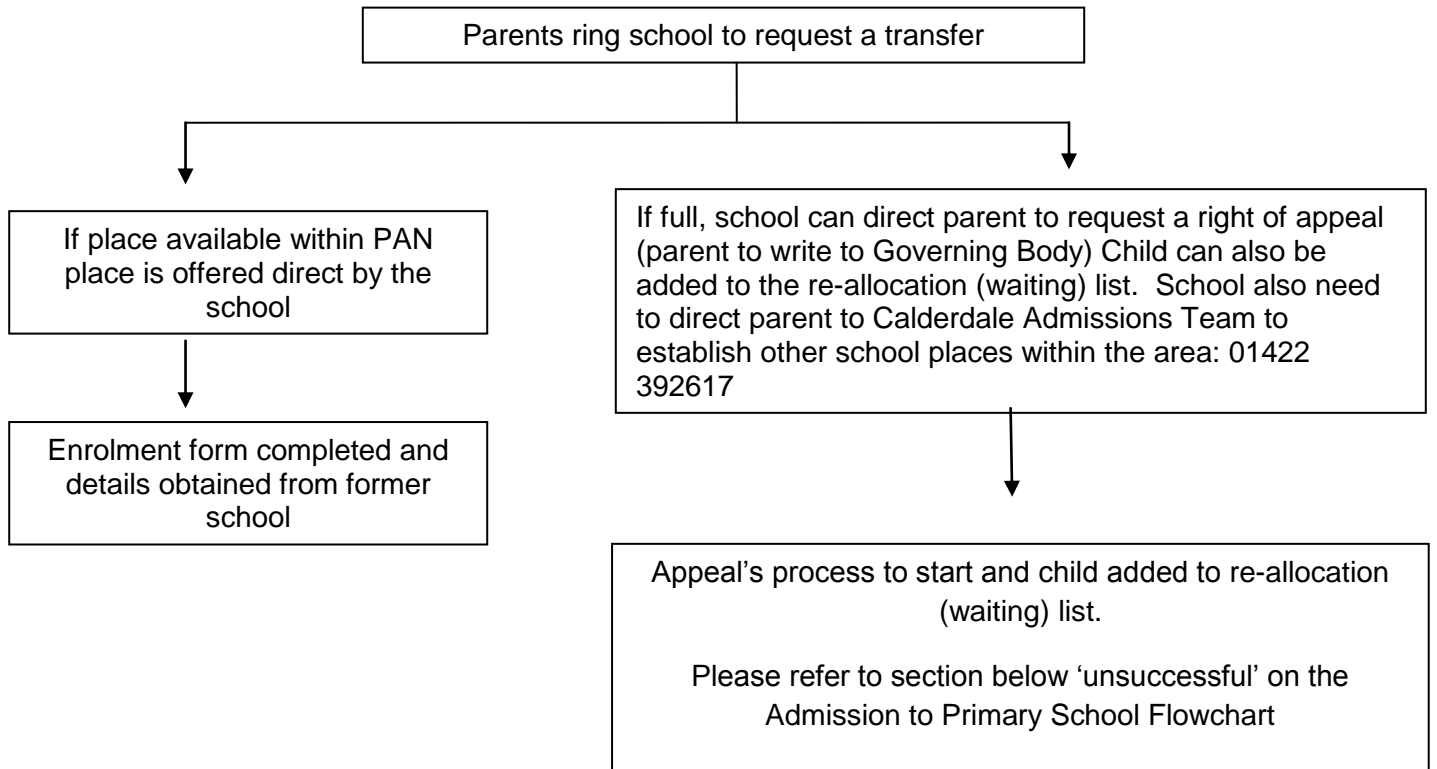 Parents ring school to request a transfer
If place available within PAN
place is offered direct by the
school
If full, school can direct parent to request a right of appeal
(parent to write to Governing Body) Child can also be
added to the re-allocation (waiting) list.  School also need
to direct parent to Calderdale Admissions Team to
establish other school places within the area: 01422
392617
Enrolment form completed and
details obtained from former
school
Appeal’s process to start and child added to re-allocation
(waiting) list.
Please refer to section below ‘unsuccessful’ on the
Admission to Primary School Flowchart